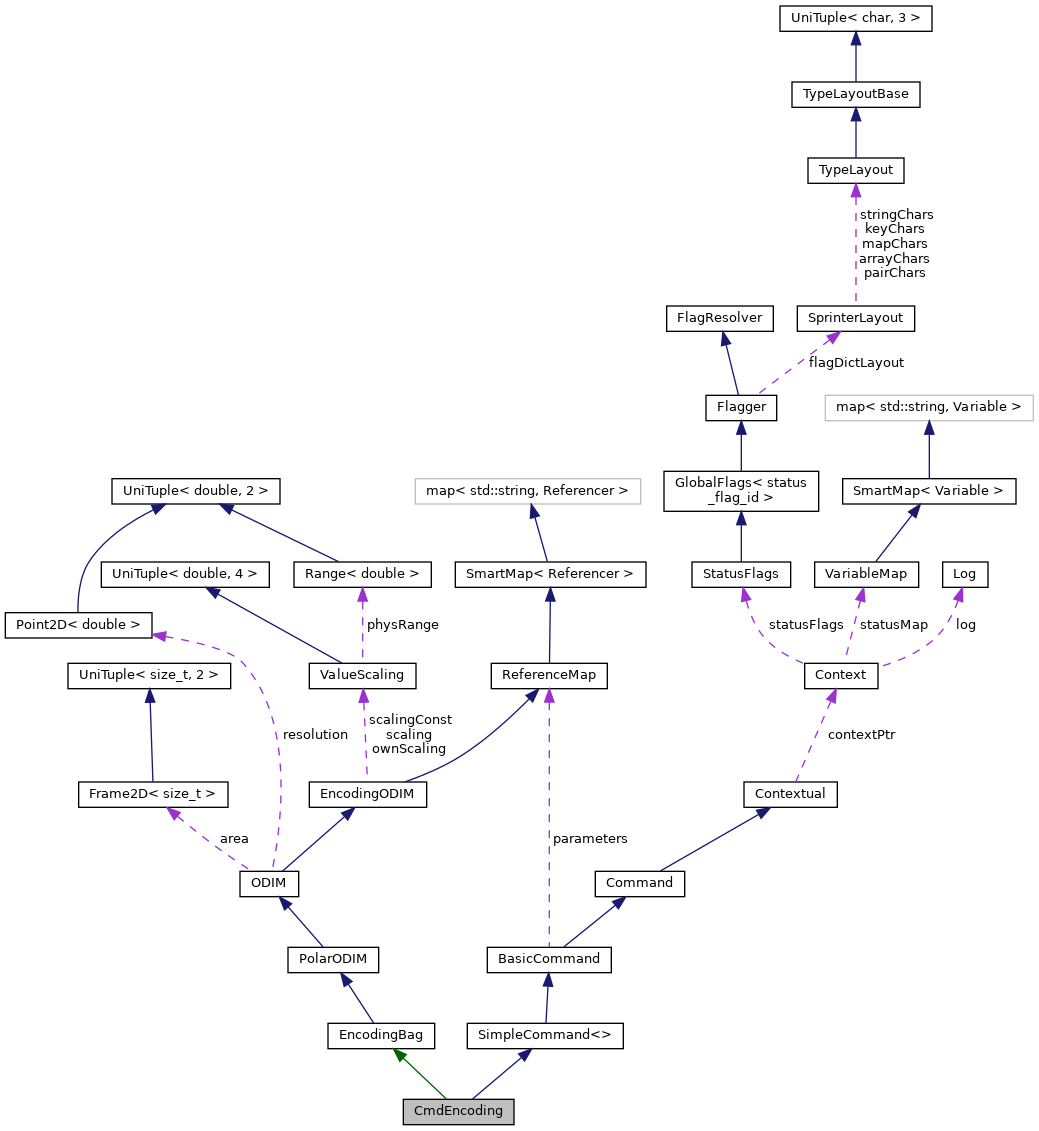 UniTuple< char, 3 >
TypeLayoutBase
TypeLayout
stringChars
keyChars
mapChars
arrayChars
pairChars
FlagResolver
SprinterLayout
flagDictLayout
Flagger
map< std::string, Variable >
UniTuple< double, 2 >
map< std::string, Referencer >
GlobalFlags< status
_flag_id >
SmartMap< Variable >
UniTuple< double, 4 >
Range< double >
SmartMap< Referencer >
StatusFlags
VariableMap
Log
Point2D< double >
physRange
statusFlags
statusMap
log
UniTuple< size_t, 2 >
ValueScaling
ReferenceMap
Context
resolution
scalingConst
scaling
ownScaling
contextPtr
Frame2D< size_t >
EncodingODIM
Contextual
area
parameters
ODIM
Command
PolarODIM
BasicCommand
EncodingBag
SimpleCommand<>
CmdEncoding